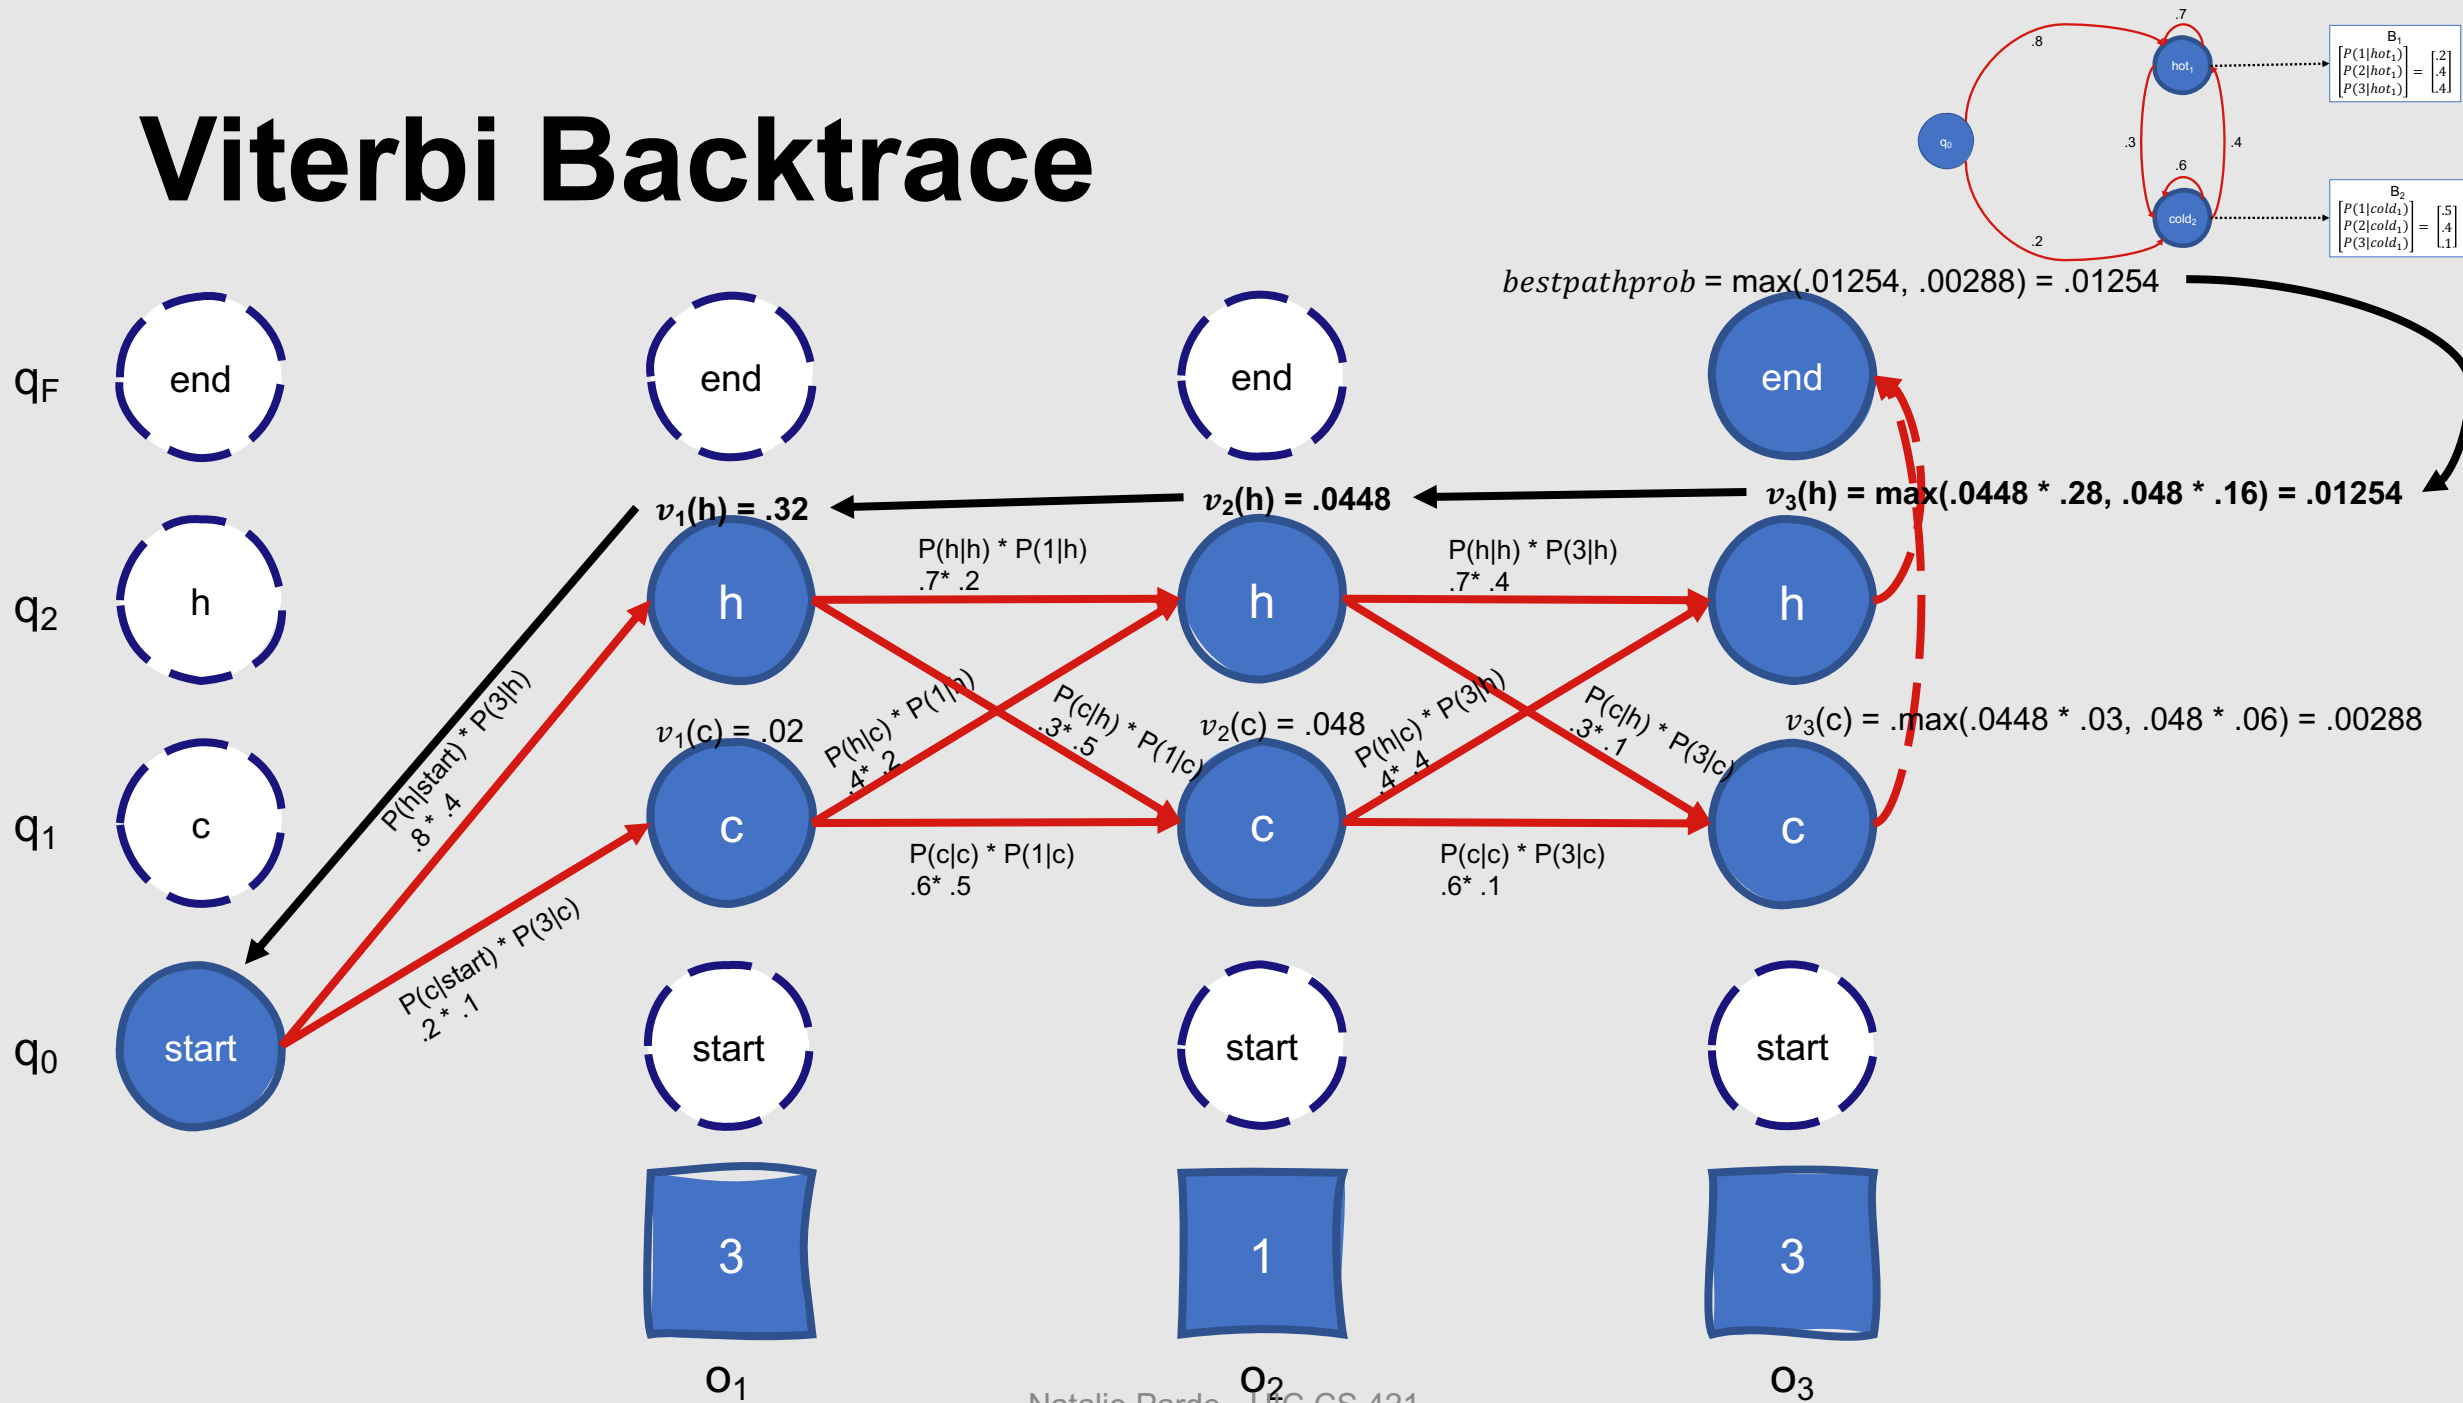 Viterbi Backtrace
.7
.8
hot₁
q₀
.3
.4
.6
cold₂
.2
B₁
P(1|hot₁)
P(2|hot₁)
P(3|hot₁)
=
.2
.4
.4
B₂
P(1|cold₁)
P(2|cold₁)
P(3|cold₁)
=
.5
.4
.1
bestpathprob = max(.01254, .00288) = .01254
qF
end
end
end
end
v₁(h) = .32
v₂(h) = .0448
v₃(h) = max(.0448 * .28, .048 * .16) = .01254
P(h|h) * P(1|h)
.7* .2
P(h|h) * P(3|h)
.7* .4
q₂
h
h
h
h
P(h|start) * P(3|h)
.8 * .4
v₁(c) = .02
P(h|c) * P(1|h)
.4* .2
P(c|h) * P(1|c)
.3* .5
v₂(c) = .048
P(h|c) * P(3|h)
.4* .4
P(c|h) * P(3|c)
.3* .1
v₃(c) = .max(.0448 * .03, .048 * .06) = .00288
q₁
c
c
c
c
P(c|c) * P(1|c)
.6* .5
P(c|c) * P(3|c)
.6* .1
P(c|start) * P(3|c)
.2 * .1
q₀
start
start
start
start
3
1
3
o₁
o₂
o₃
Natalie Parde - UIC CS 421